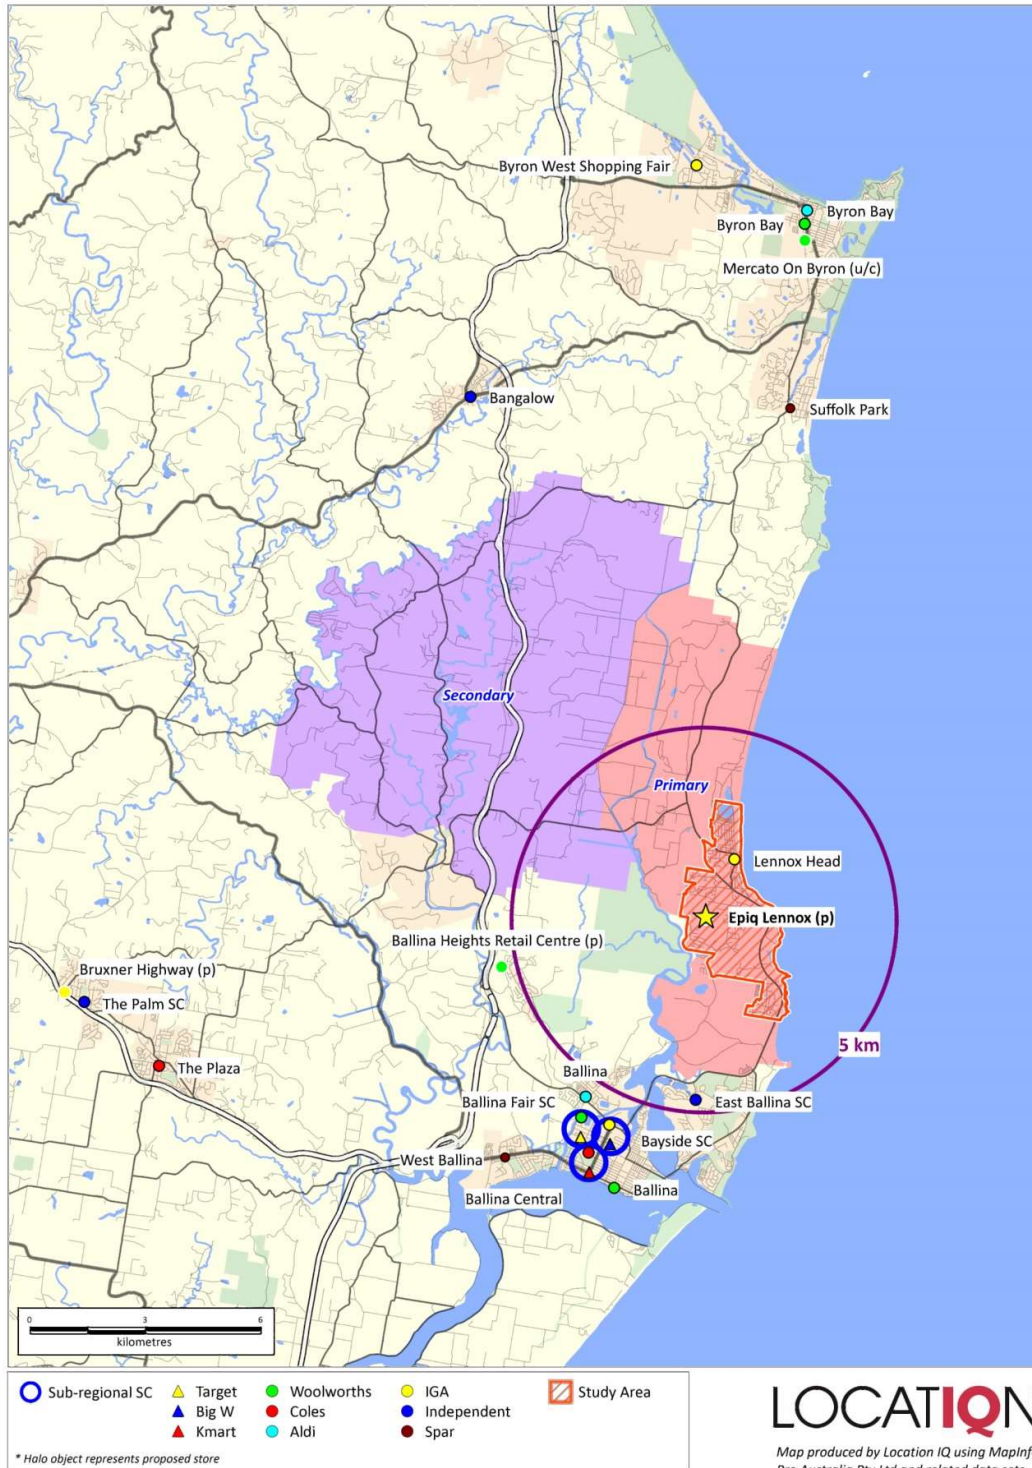 Byron West Shopping Fair
Byron Bay
Byron Bay
Mercato On Byron (u/c)
Bangalow
Suffolk Park
Secondary
Primary
Lennox Head
Epiq Lennox (p)
Ballina Heights Retail Centre (p)
Bruxner Highway (p)
The Palm SC
5 km
The Plaza
Ballina
Ballina Fair SC
East Ballina SC
Bayside SC
West Ballina
Ballina Central
Ballina
0 3 6
kilometres
Sub-regional SC
Target
Big W
Kmart
Woolworths
Coles
Aldi
IGA
Independent
Spar
Study Area
* Halo object represents proposed store
LOCATIQN
Map produced by Location IQ using MapInf